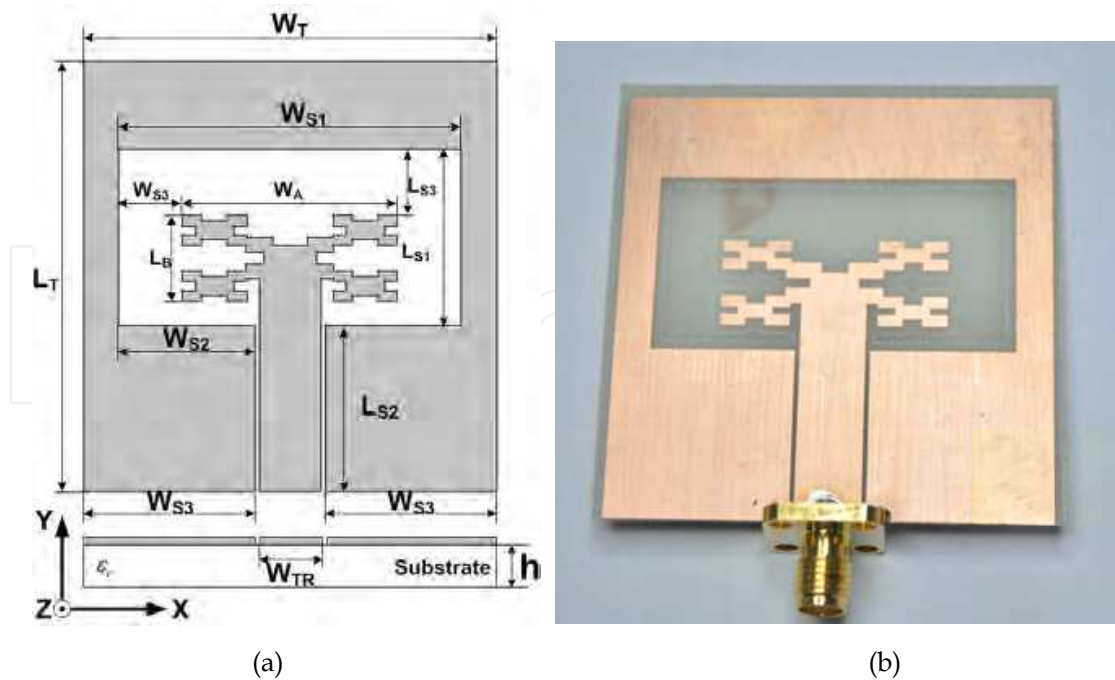 W_T
W_S1
W_S3
W_A
L_S3
L_B
L_S1
L_T
W_S2
L_S2
W_S3
W_S3
Y
ε_r
W_TR
Substrate
h
Z
X
(a)
(b)